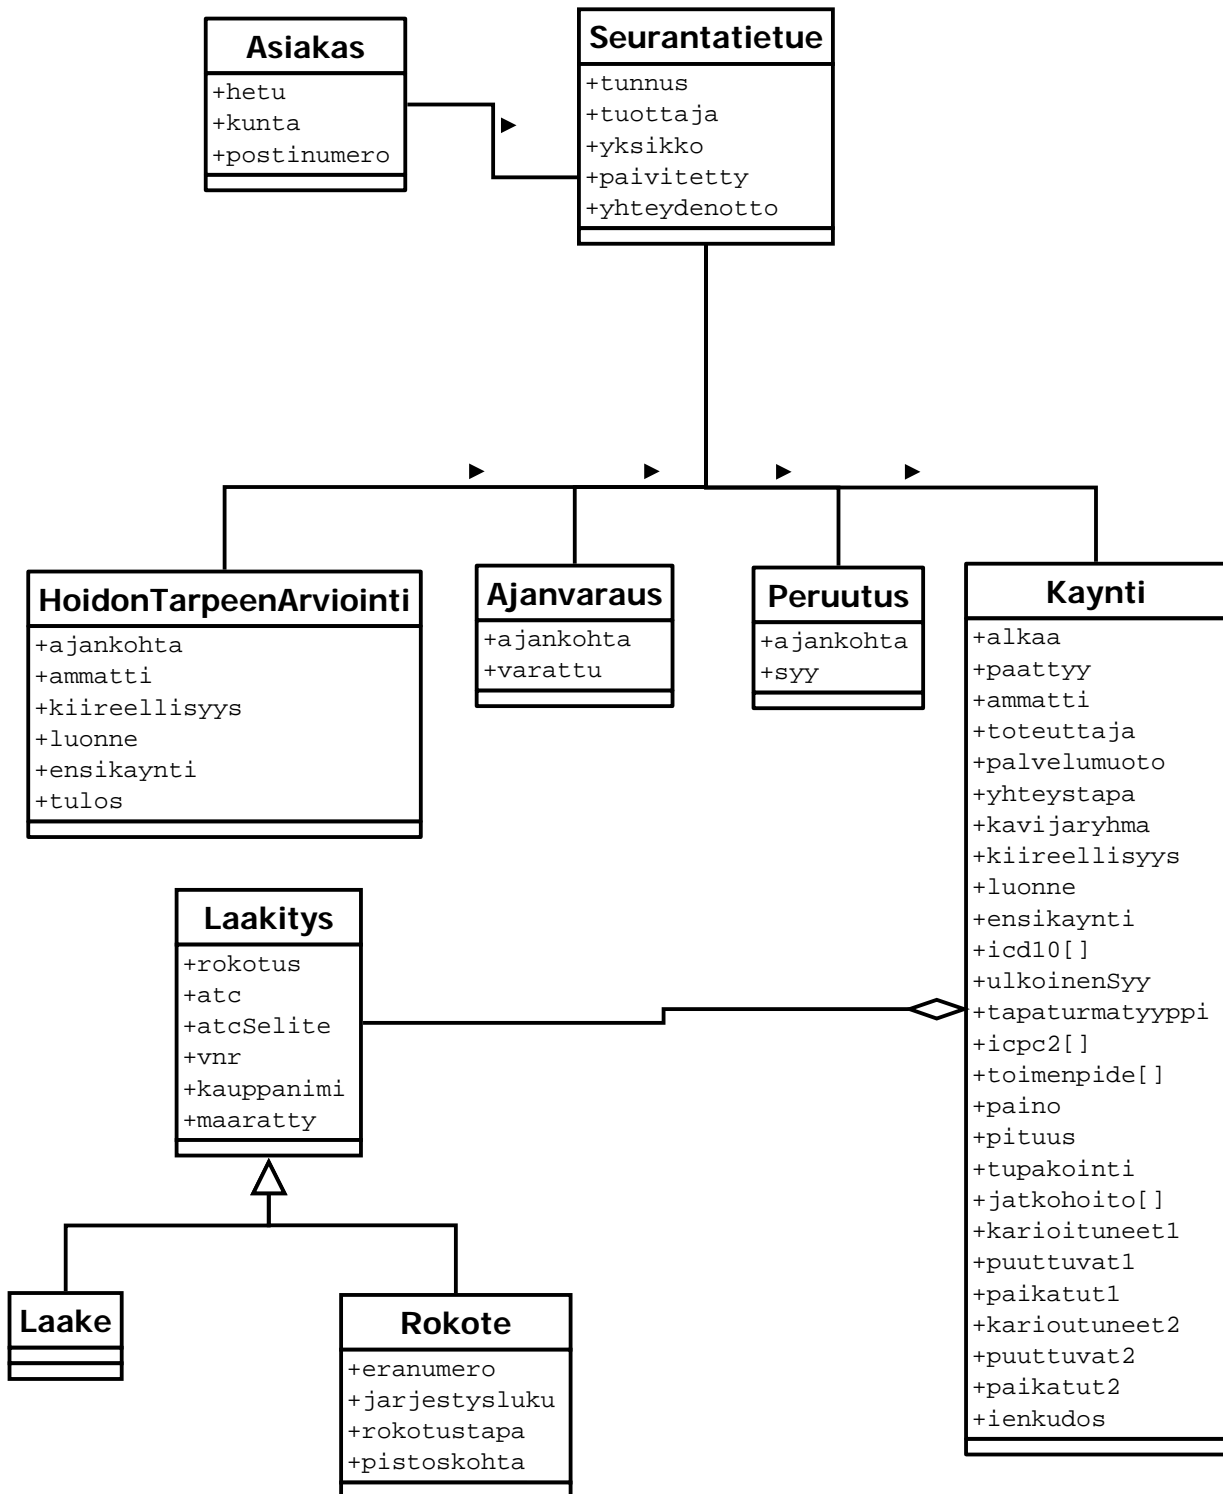 Asiakas
+hetu
+kunta
+postinumero
Seurantatietue
+tunnus
+tuottaja
+yksikko
+paivitetty
+yhteydenotto
HoidonTarpeenArviointi
+ajankohta
+ammatti
+kiireellisyys
+luonne
+ensikaynti
+tulos
Ajanvaraus
+ajankohta
+varattu
Peruutus
+ajankohta
+syy
Kaynti
+alkaa
+paattyy
+ammatti
+toteuttaja
+palvelumuoto
+yhteystapa
+kavijaryhma
+kiireellisyys
+luonne
+ensikaynti
+icd10[]
+ulkoinenSyy
+tapaturmatyyppi
+icpc2[]
+toimenpide[]
+paino
+pituus
+tupakointi
+jatkohoito[]
+karioituneet1
+puuttuvat1
+paikatut1
+karioutuneet2
+puuttuvat2
+paikatut2
+ienkudos
Laakitys
+rokotus
+atc
+atcSelite
+vnr
+kauppanimi
+maaratty
Laake
Rokote
+eranumero
+jarjestysluku
+rokotustapa
+pistoskohta